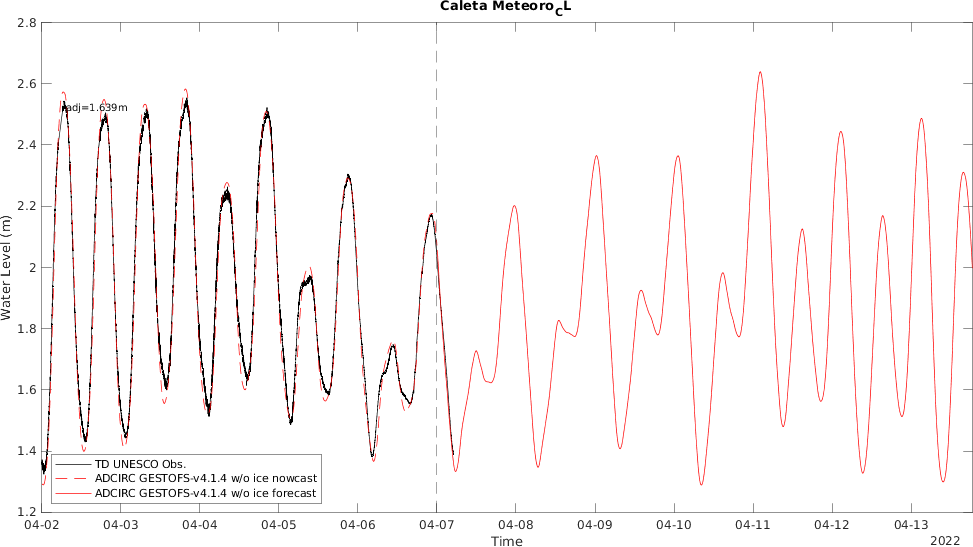 Caleta Meteoro_CL
2.8
2.6
2.4
2.2
2
1.8
1.6
1.4
1.2
Water Level (m)
adj=1.639m
TD UNESCO Obs.
ADCIRC GESTOFS-v4.1.4 w/o ice nowcast
ADCIRC GESTOFS-v4.1.4 w/o ice forecast
04-02 04-03 04-04 04-05 04-06 04-07 04-08 04-09 04-10 04-11 04-12 04-13
Time
2022